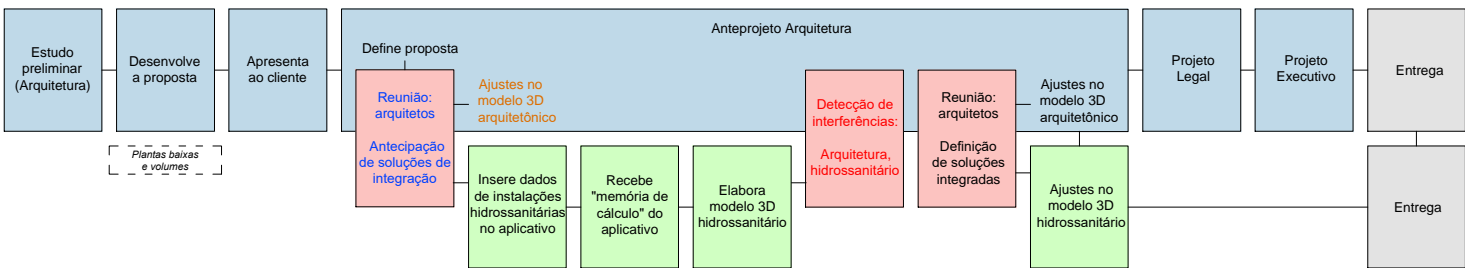 Anteprojeto Arquitetura
Estudo
preliminar
(Arquitetura)
Desenvolve
a proposta
Apresenta
ao cliente
Define proposta
Reunião:
arquitetos
Antecipação
de soluções de
integração
Ajustes no
modelo 3D
arquitetônico
Detecção de
interferências:
Arquitetura,
hidrossanitário
Reunião:
arquitetos
Definição
de soluções
integradas
Ajustes no
modelo 3D
arquitetônico
Projeto
Legal
Projeto
Executivo
Entrega
Plantas baixas
e volumes
Insere dados
de instalações
hidrossanitárias
no aplicativo
Recebe
"memória de
cálculo" do
aplicativo
Elabora
modelo 3D
hidrossanitário
Ajustes no
modelo 3D
hidrossanitário
Entrega